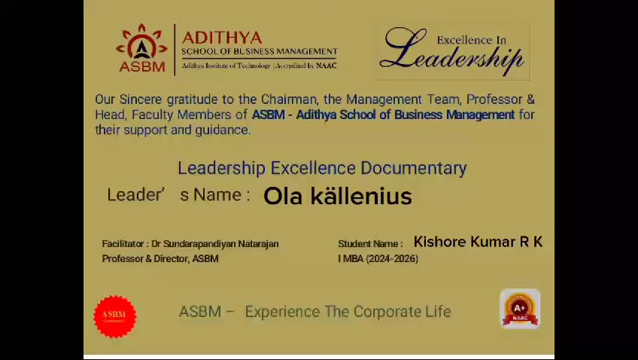 ADITHYA
SCHOOL OF BUSINESS MANAGEMENT
ASBM
Adithya Institute of Technology | Accredited by NAAC
Excellence In
Leadership
Our Sincere gratitude to the Chairman, the Management Team, Professor &
Head, Faculty Members of ASBM - Adithya School of Business Management for
their support and guidance.
Leadership Excellence Documentary
Leader' s Name : Ola källenius
Facilitator : Dr Sundarapandiyan Natarajan
Professor & Director, ASBM
Student Name : Kishore Kumar R K
I MBA (2024-2026)
ASBM
ASBM – Experience The Corporate Life
A+
NAAC